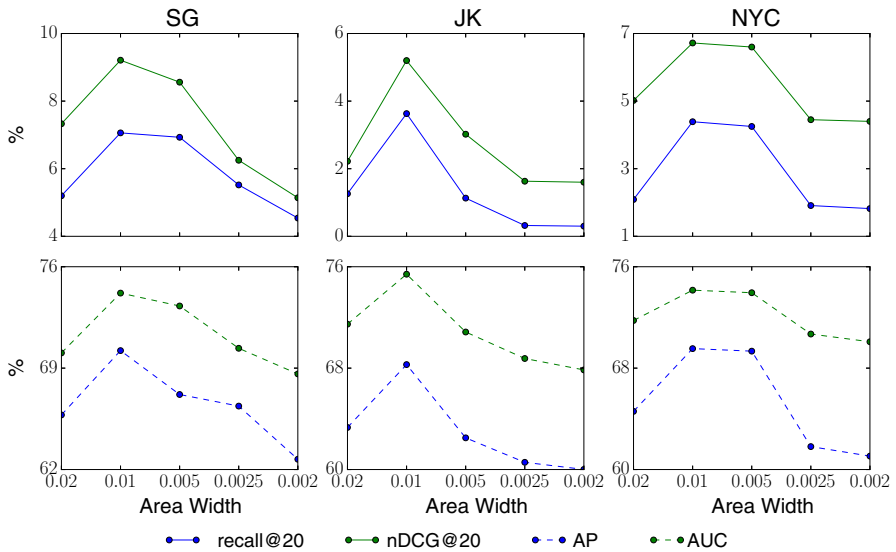 SG JK NYC
10 6 7
8 4 5
% 6 2 3
4 0 1
76 76 76
% 69 68 68
62 60 60
0.02 0.01 0.005 0.0025 0.002 0.02 0.01 0.005 0.0025 0.002 0.02 0.01 0.005 0.0025 0.002
Area Width Area Width Area Width
recall@20 nDCG@20 AP AUC